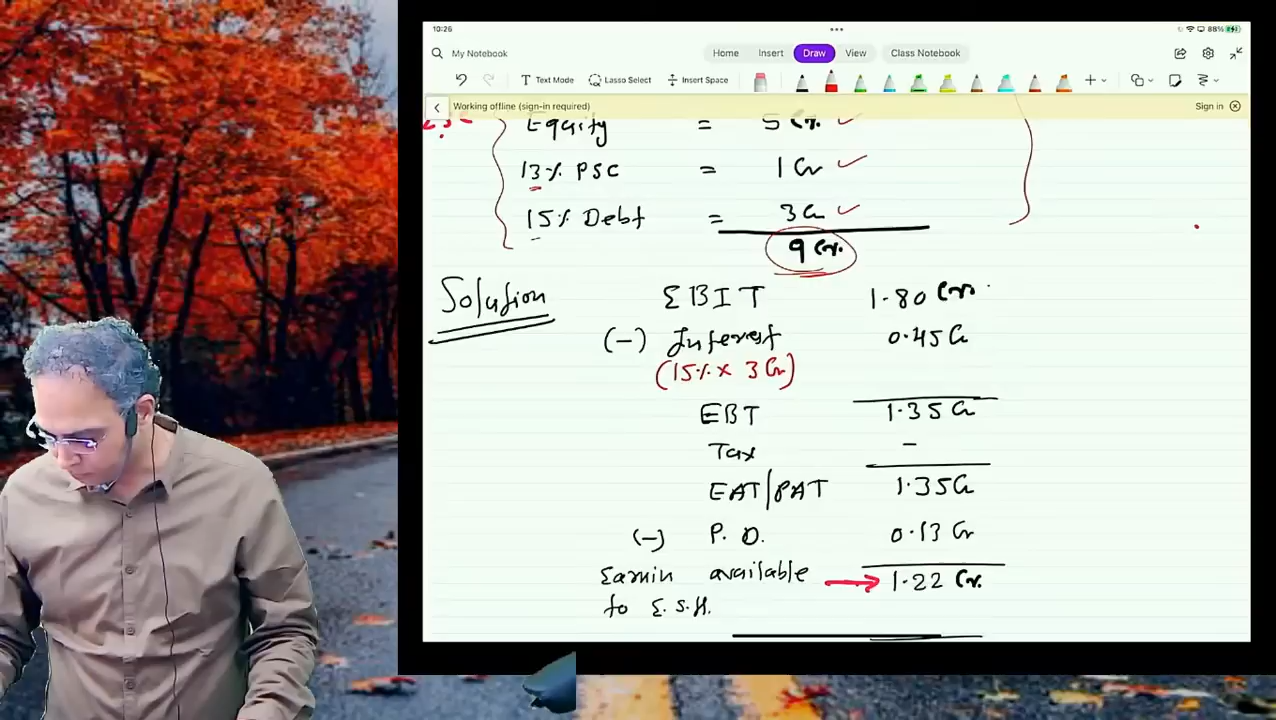 10:26
88%
My Notebook
Home Insert Draw View Class Notebook
Text Mode Lasso Select Insert Space
Working offline (sign-in required) Sign in
Equity = 5 Cr.
13% PSC = 1 Cr
15% Debt = 3 Cr
9 Cr.
Solution
EBIT 1.80 Cr.
(-) Interest 0.45 Cr
(15% × 3 Cr)
EBT 1.35 Cr
Tax -
EAT/PAT 1.35 Cr
(-) P. D. 0.13 Cr
Earnin available → 1.22 Cr.
to E.S.H.